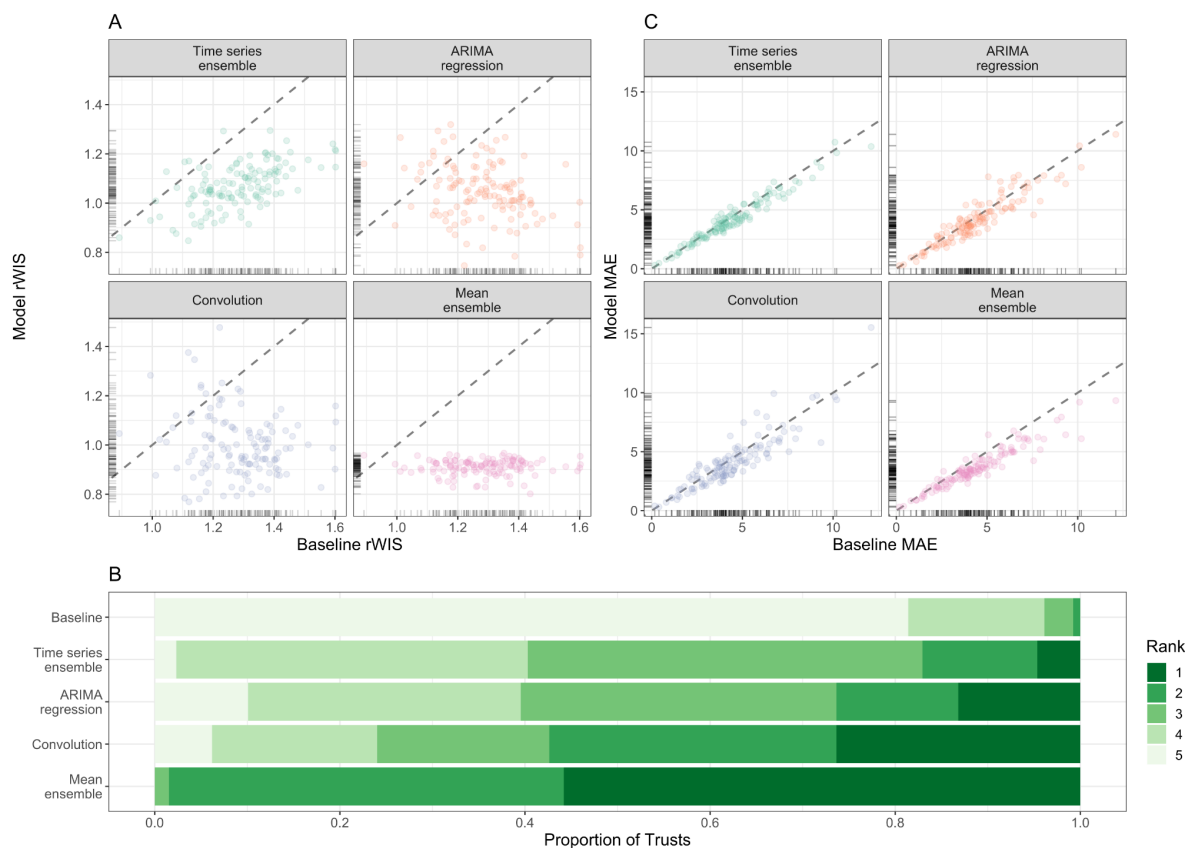 A
Time series
ensemble
ARIMA
regression
1.4
1.2
1.0
0.8
Convolution
Mean
ensemble
1.4
1.2
1.0
0.8
1.0
1.2
1.4
1.6
1.0
1.2
1.4
1.6
Model rWIS
Baseline rWIS
C
Time series
ensemble
ARIMA
regression
15
10
5
0
Convolution
Mean
ensemble
15
10
5
0
0
5
10
0
5
10
Model MAE
Baseline MAE
B
Baseline
Time series
ensemble
ARIMA
regression
Convolution
Mean
ensemble
0.0
0.2
0.4
0.6
0.8
1.0
Proportion of Trusts
Rank
1
2
3
4
5